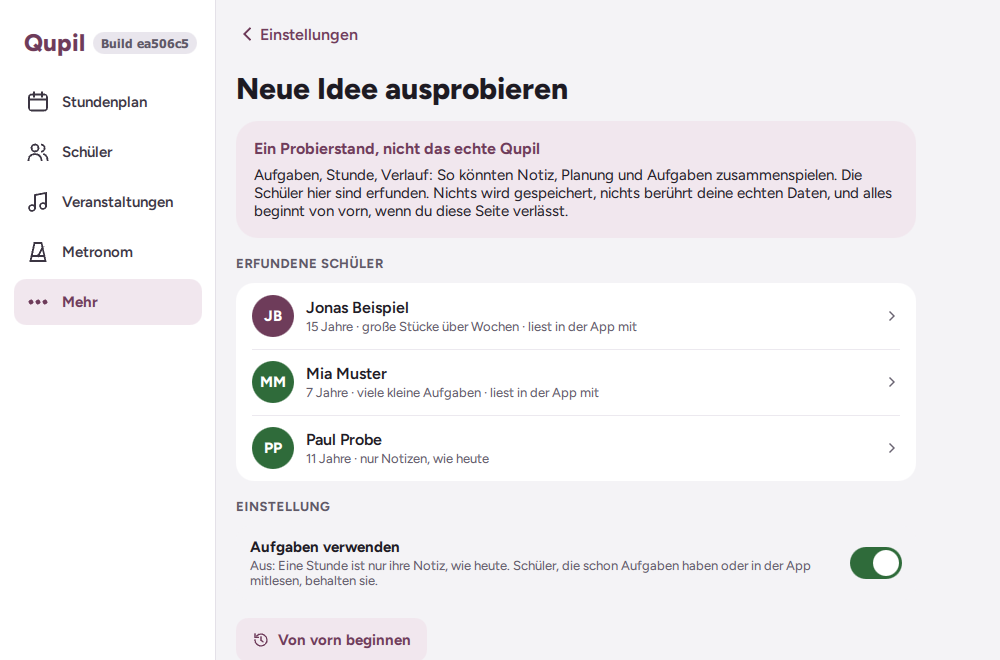 Qupil
Build ea506c5
Stundenplan
Schüler
Veranstaltungen
Metronom
Mehr
Einstellungen
Neue Idee ausprobieren
Ein Probierstand, nicht das echte Qupil
Aufgaben, Stunde, Verlauf: So könnten Notiz, Planung und Aufgaben zusammenspielen. Die
Schüler hier sind erfunden. Nichts wird gespeichert, nichts berührt deine echten Daten, und alles
beginnt von vorn, wenn du diese Seite verlässt.
ERFUNDENE SCHÜLER
JB
Jonas Beispiel
15 Jahre · große Stücke über Wochen · liest in der App mit
MM
Mia Muster
7 Jahre · viele kleine Aufgaben · liest in der App mit
PP
Paul Probe
11 Jahre · nur Notizen, wie heute
EINSTELLUNG
Aufgaben verwenden
Aus: Eine Stunde ist nur ihre Notiz, wie heute. Schüler, die schon Aufgaben haben oder in der App
mitlesen, behalten sie.
Von vorn beginnen